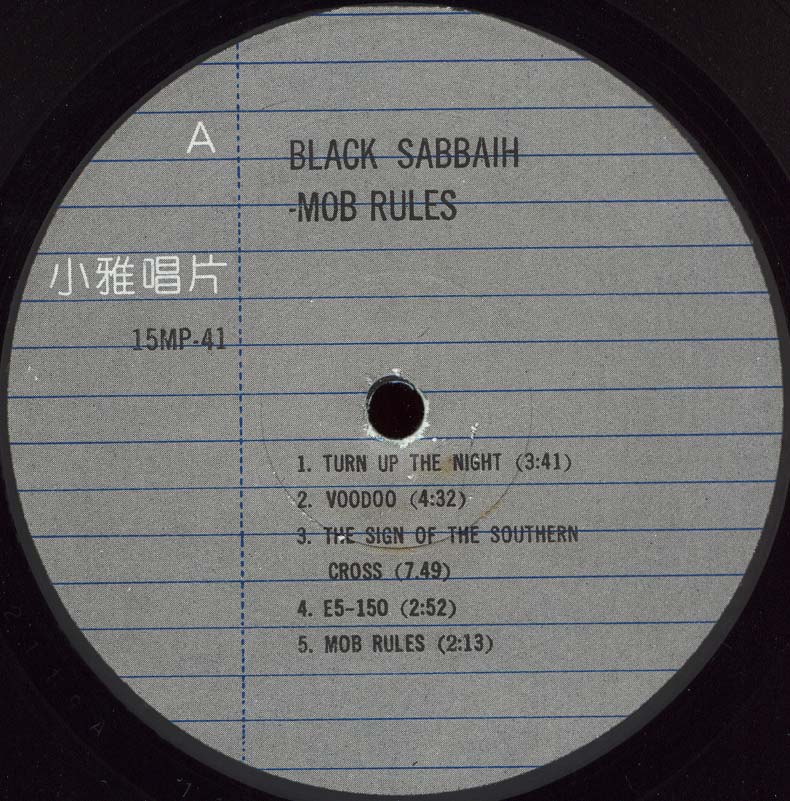 A
BLACK SABBAIH
-MOB RULES
小雅唱片
15MP-41
1. TURN UP THE NIGHT (3:41)
2. VOODOO (4:32)
3. THE SIGN OF THE SOUTHERN
CROSS (7.49)
4. E5-150 (2:52)
5. MOB RULES (2:13)